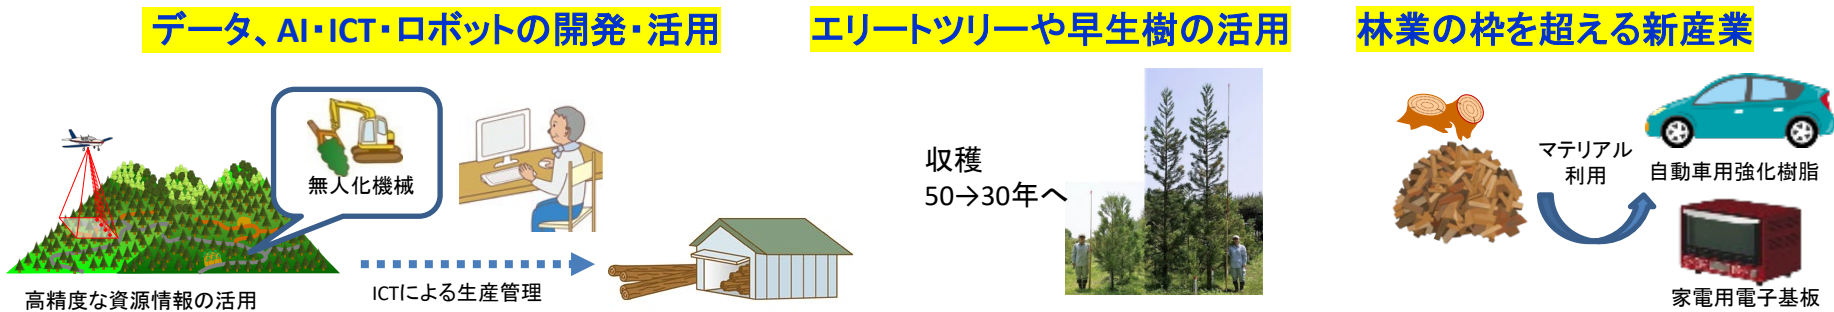 データ、AI・ICT・ロボットの開発・活用
無人化機械
高精度な資源情報の活用
ICTによる生産管理
エリートツリーや早生樹の活用
収穫
50→30年へ
林業の枠を超える新産業
マテリアル
利用
自動車用強化樹脂
家電用電子基板